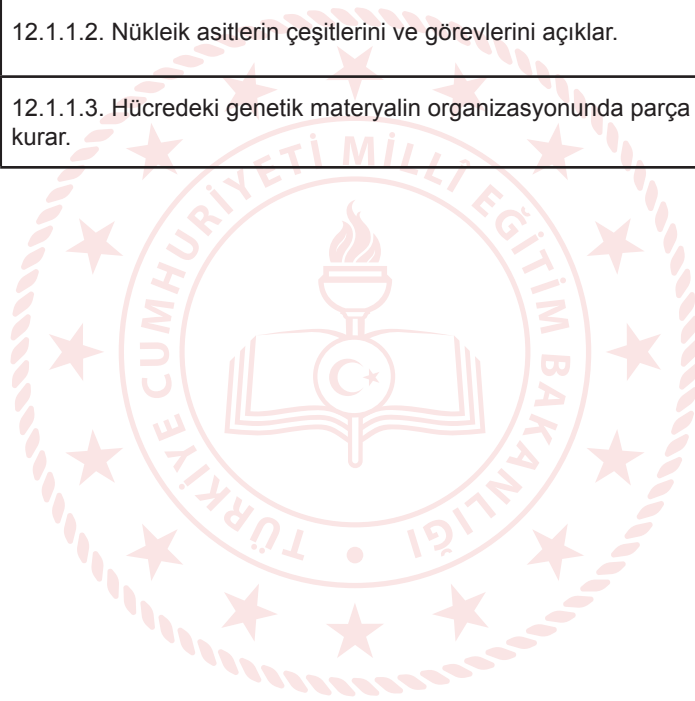 12.1.1.2. Nükleik asitlerin çeşitlerini ve görevlerini açıklar.
12.1.1.3. Hücredeki genetik materyalin organizasyonunda parça
kurar.
TÜRKİYE CUMHURİYETİ MİLLÎ EĞİTİM BAKANLIĞI